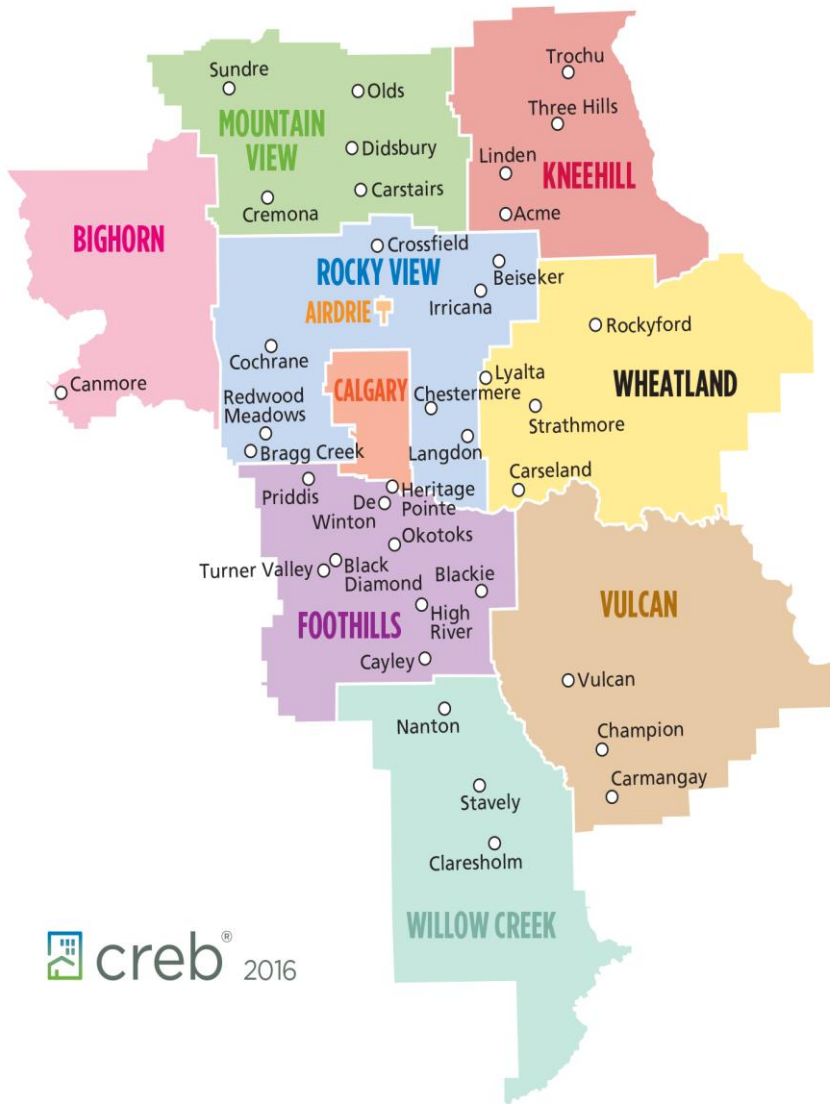 Trochu
Sundre
Olds
Three Hills
MOUNTAIN
VIEW
Didsbury
Linden
KNEEHILL
Carstairs
Cremona
Acme
BIGHORN
Crossfield
ROCKY VIEW
Beiseker
Irricana
AIRDRIE
Rockyford
Cochrane
Lyalta
WHEATLAND
Canmore
CALGARY
Chestermere
Redwood
Meadows
Strathmore
Bragg Creek
Langdon
Carseland
Priddis
Heritage
Pointe
De
Winton
Okotoks
Turner Valley
Black
Diamond
Blackie
VULCAN
High
River
FOOTHILLS
Cayley
Vulcan
Nanton
Champion
Stavely
Carmangay
Claresholm
WILLOW CREEK
creb® 2016